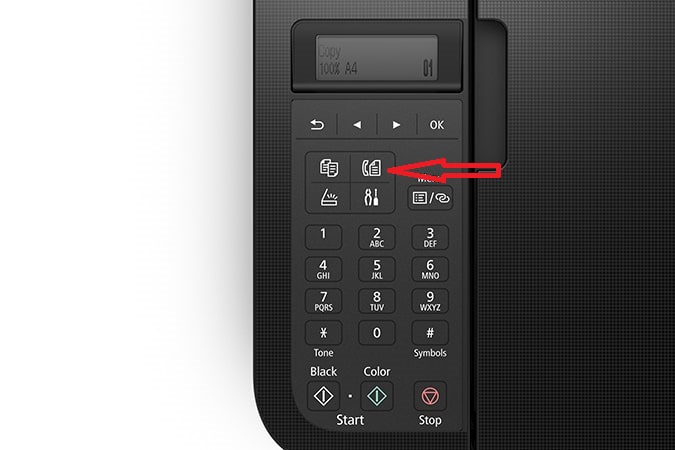 Copy
100% A4 01
OK
Menu
1
2
ABC
3
DEF
4
GHI
5
JKL
6
MNO
7
PQRS
8
TUV
9
WXYZ
*
0
#
Tone
Symbols
Black
Color
Start
Stop